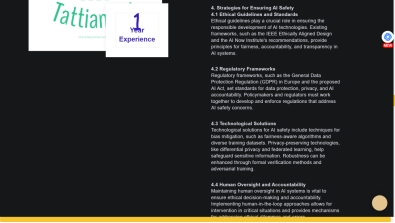 Tattian
1
Year
Experience
4. Strategies for Ensuring AI Safety
4.1 Ethical Guidelines and Standards
Ethical guidelines play a crucial role in ensuring the
responsible development of AI technologies. Existing
frameworks, such as the IEEE Ethically Aligned Design
and the AI Now Institute's recommendations, provide
principles for fairness, accountability, and transparency in
AI systems.
4.2 Regulatory Frameworks
Regulatory frameworks, such as the General Data
Protection Regulation (GDPR) in Europe and the proposed
AI Act, set standards for data protection, privacy, and AI
accountability. Policymakers and regulators must work
together to develop and enforce regulations that address
AI safety concerns.
4.3 Technological Solutions
Technological solutions for AI safety include techniques for
bias mitigation, such as fairness-aware algorithms and
diverse training datasets. Privacy-preserving technologies,
like differential privacy and federated learning, help
safeguard sensitive information. Robustness can be
enhanced through formal verification methods and
adversarial training.
4.4 Human Oversight and Accountability
Maintaining human oversight in AI systems is vital to
ensure ethical decision-making and accountability.
Implementing human-in-the-loop approaches allows for
intervention in critical situations and provides mechanisms
NEW